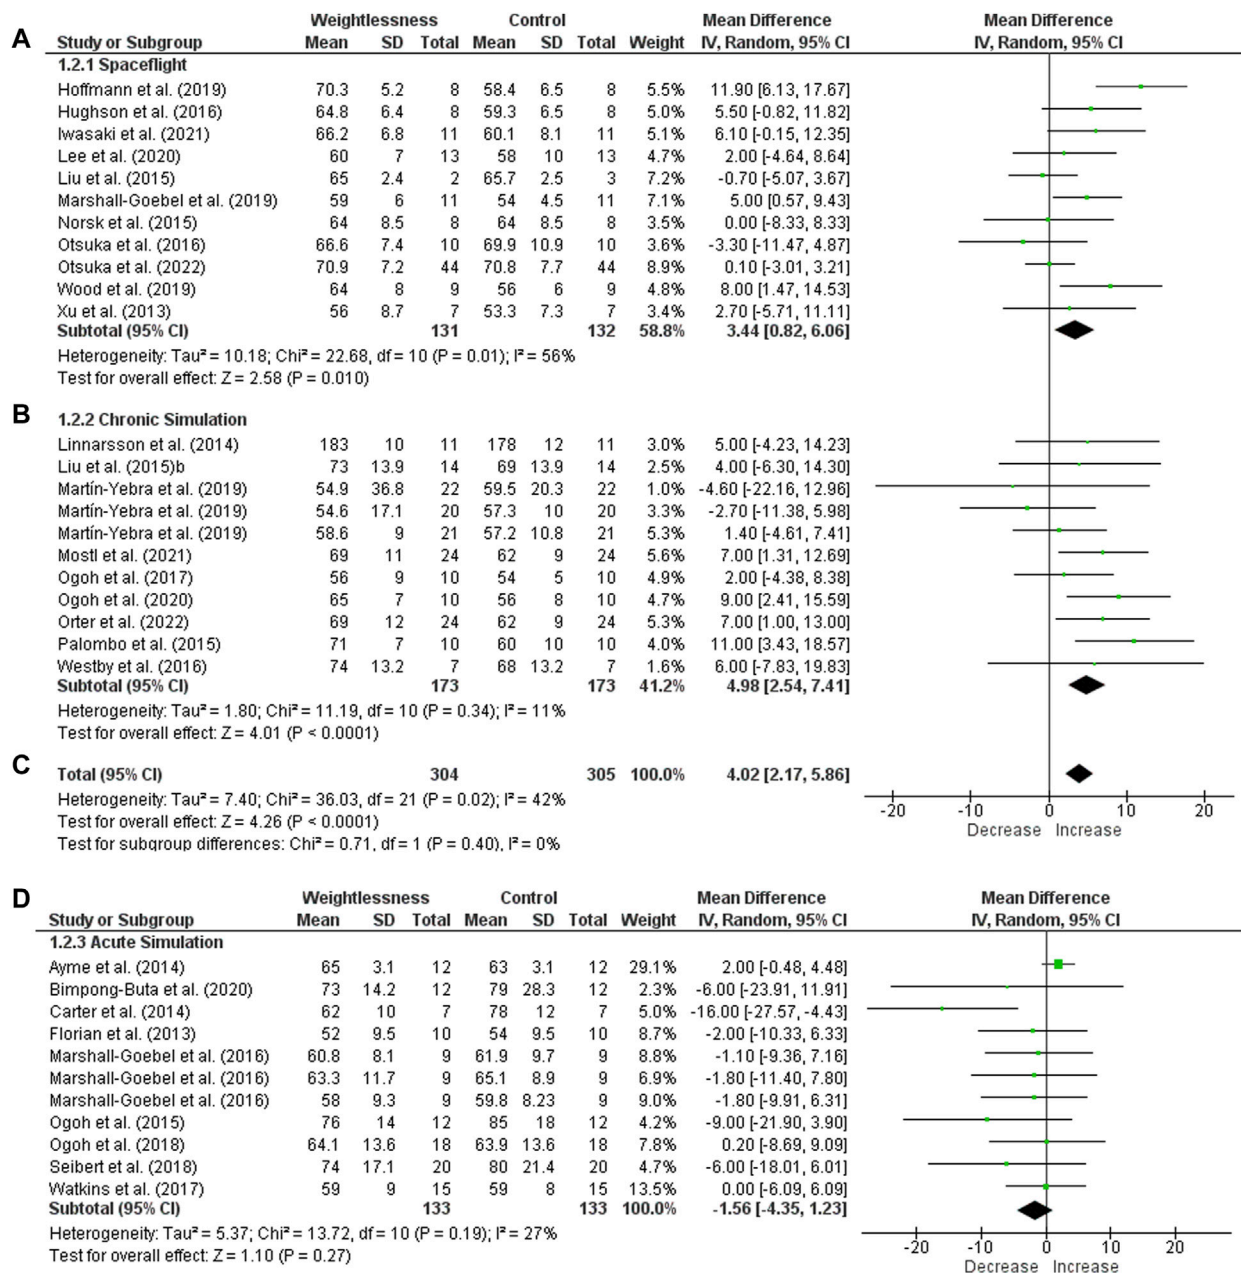 Weightlessness Control Mean Difference Mean Difference
A Study or Subgroup Mean SD Total Mean SD Total Weight IV, Random, 95% CI IV, Random, 95% CI
1.2.1 Spaceflight
Hoffmann et al. (2019) 70.3 5.2 8 58.4 6.5 8 5.5% 11.90 [6.13, 17.67]
Hughson et al. (2016) 64.8 6.4 8 59.3 6.5 8 5.0% 5.50 [-0.82, 11.82]
Iwasaki et al. (2021) 66.2 6.8 11 60.1 8.1 11 5.1% 6.10 [-0.15, 12.35]
Lee et al. (2020) 60 7 13 58 10 13 4.7% 2.00 [-4.64, 8.64]
Liu et al. (2015) 65 2.4 2 65.7 2.5 3 7.2% -0.70 [-5.07, 3.67]
Marshall-Goebel et al. (2019) 59 6 11 54 4.5 11 7.1% 5.00 [0.57, 9.43]
Norsk et al. (2015) 64 8.5 8 64 8.5 8 3.5% 0.00 [-8.33, 8.33]
Otsuka et al. (2016) 66.6 7.4 10 69.9 10.9 10 3.6% -3.30 [-11.47, 4.87]
Otsuka et al. (2022) 70.9 7.2 44 70.8 7.7 44 8.9% 0.10 [-3.01, 3.21]
Wood et al. (2019) 64 8 9 56 6 9 4.8% 8.00 [1.47, 14.53]
Xu et al. (2013) 56 8.7 7 53.3 7.3 7 3.4% 2.70 [-5.71, 11.11]
Subtotal (95% CI) 131 132 58.8% 3.44 [0.82, 6.06]
Heterogeneity: Tau² = 10.18; Chi² = 22.68, df = 10 (P = 0.01); I² = 56%
Test for overall effect: Z = 2.58 (P = 0.010)
B 1.2.2 Chronic Simulation
Linnarsson et al. (2014) 183 10 11 178 12 11 3.0% 5.00 [-4.23, 14.23]
Liu et al. (2015)b 73 13.9 14 69 13.9 14 2.5% 4.00 [-6.30, 14.30]
Martín-Yebra et al. (2019) 54.9 36.8 22 59.5 20.3 22 1.0% -4.60 [-22.16, 12.96]
Martín-Yebra et al. (2019) 54.6 17.1 20 57.3 10 20 3.3% -2.70 [-11.38, 5.98]
Martín-Yebra et al. (2019) 58.6 9 21 57.2 10.8 21 5.3% 1.40 [-4.61, 7.41]
Mostl et al. (2021) 69 11 24 62 9 24 5.6% 7.00 [1.31, 12.69]
Ogoh et al. (2017) 56 9 10 54 5 10 4.9% 2.00 [-4.38, 8.38]
Ogoh et al. (2020) 65 7 10 56 8 10 4.7% 9.00 [2.41, 15.59]
Orter et al. (2022) 69 12 24 62 9 24 5.3% 7.00 [1.00, 13.00]
Palombo et al. (2015) 71 7 10 60 10 10 4.0% 11.00 [3.43, 18.57]
Westby et al. (2016) 74 13.2 7 68 13.2 7 1.6% 6.00 [-7.83, 19.83]
Subtotal (95% CI) 173 173 41.2% 4.98 [2.54, 7.41]
Heterogeneity: Tau² = 1.80; Chi² = 11.19, df = 10 (P = 0.34); I² = 11%
Test for overall effect: Z = 4.01 (P < 0.0001)
C Total (95% CI) 304 305 100.0% 4.02 [2.17, 5.86]
Heterogeneity: Tau² = 7.40; Chi² = 36.03, df = 21 (P = 0.02); I² = 42%
-20 -10 0 10 20
Test for overall effect: Z = 4.26 (P < 0.0001)
Decrease Increase
Test for subgroup differences: Chi² = 0.71, df = 1 (P = 0.40), I² = 0%
D Weightlessness Control Mean Difference Mean Difference
Study or Subgroup Mean SD Total Mean SD Total Weight IV, Random, 95% CI IV, Random, 95% CI
1.2.3 Acute Simulation
Ayme et al. (2014) 65 3.1 12 63 3.1 12 29.1% 2.00 [-0.48, 4.48]
Bimpong-Buta et al. (2020) 73 14.2 12 79 28.3 12 2.3% -6.00 [-23.91, 11.91]
Carter et al. (2014) 62 10 7 78 12 7 5.0% -16.00 [-27.57, -4.43]
Florian et al. (2013) 52 9.5 10 54 9.5 10 8.7% -2.00 [-10.33, 6.33]
Marshall-Goebel et al. (2016) 60.8 8.1 9 61.9 9.7 9 8.8% -1.10 [-9.36, 7.16]
Marshall-Goebel et al. (2016) 63.3 11.7 9 65.1 8.9 9 6.9% -1.80 [-11.40, 7.80]
Marshall-Goebel et al. (2016) 58 9.3 9 59.8 8.23 9 9.0% -1.80 [-9.91, 6.31]
Ogoh et al. (2015) 76 14 12 85 18 12 4.2% -9.00 [-21.90, 3.90]
Ogoh et al. (2018) 64.1 13.6 18 63.9 13.6 18 7.8% 0.20 [-8.69, 9.09]
Seibert et al. (2018) 74 17.1 20 80 21.4 20 4.7% -6.00 [-18.01, 6.01]
Watkins et al. (2017) 59 9 15 59 8 15 13.5% 0.00 [-6.09, 6.09]
Subtotal (95% CI) 133 133 100.0% -1.56 [-4.35, 1.23]
Heterogeneity: Tau² = 5.37; Chi² = 13.72, df = 10 (P = 0.19); I² = 27%
Test for overall effect: Z = 1.10 (P = 0.27)
-20 -10 0 10 20
Decrease Increase